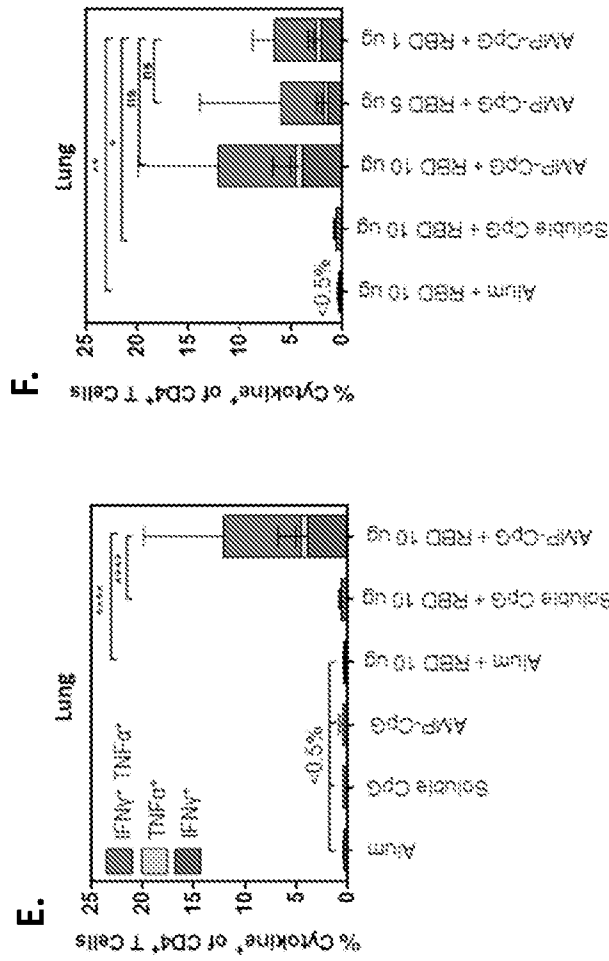 E.
Lung
% Cytokine⁺ of CD4⁺ T Cells
25
20
15
10
5
0
IFNγ⁺ TNFα⁺
TNFα⁺
IFNγ⁺
****
****
<0.5%
Alum
Soluble CpG
AMP-CpG
Alum + RBD 10 ug
Soluble CpG + RBD 10 ug
AMP-CpG + RBD 10 ug
F.
Lung
% Cytokine⁺ of CD4⁺ T Cells
25
20
15
10
5
0
**
*
ns
ns
<0.5%
Alum + RBD 10 ug
Soluble CpG + RBD 10 ug
AMP-CpG + RBD 10 ug
AMP-CpG + RBD 5 ug
AMP-CpG + RBD 1 ug